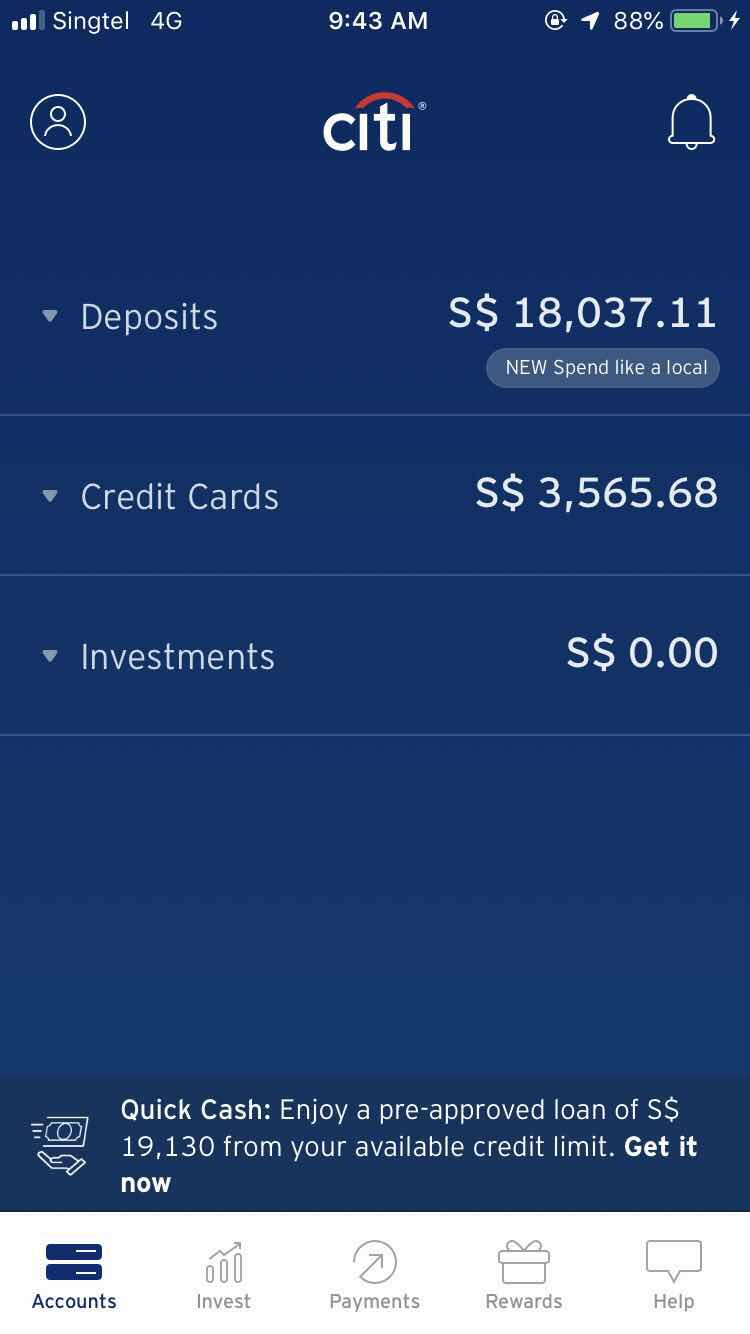 Singtel 4G 9:43 AM 88%
citi®
Deposits S$ 18,037.11
NEW Spend like a local
Credit Cards S$ 3,565.68
Investments S$ 0.00
Quick Cash: Enjoy a pre-approved loan of S$
19,130 from your available credit limit. Get it
now
Accounts Invest Payments Rewards Help